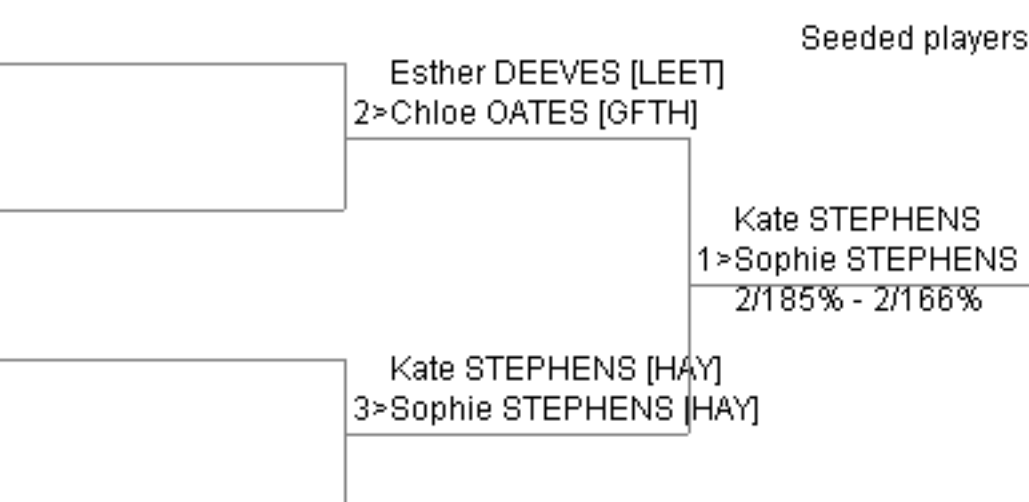 Seeded players
Esther DEEVES [LEET]
2>Chloe OATES [GFTH]
Kate STEPHENS
1>Sophie STEPHENS
2/185% - 2/166%
Kate STEPHENS [HAY]
3>Sophie STEPHENS [HAY]